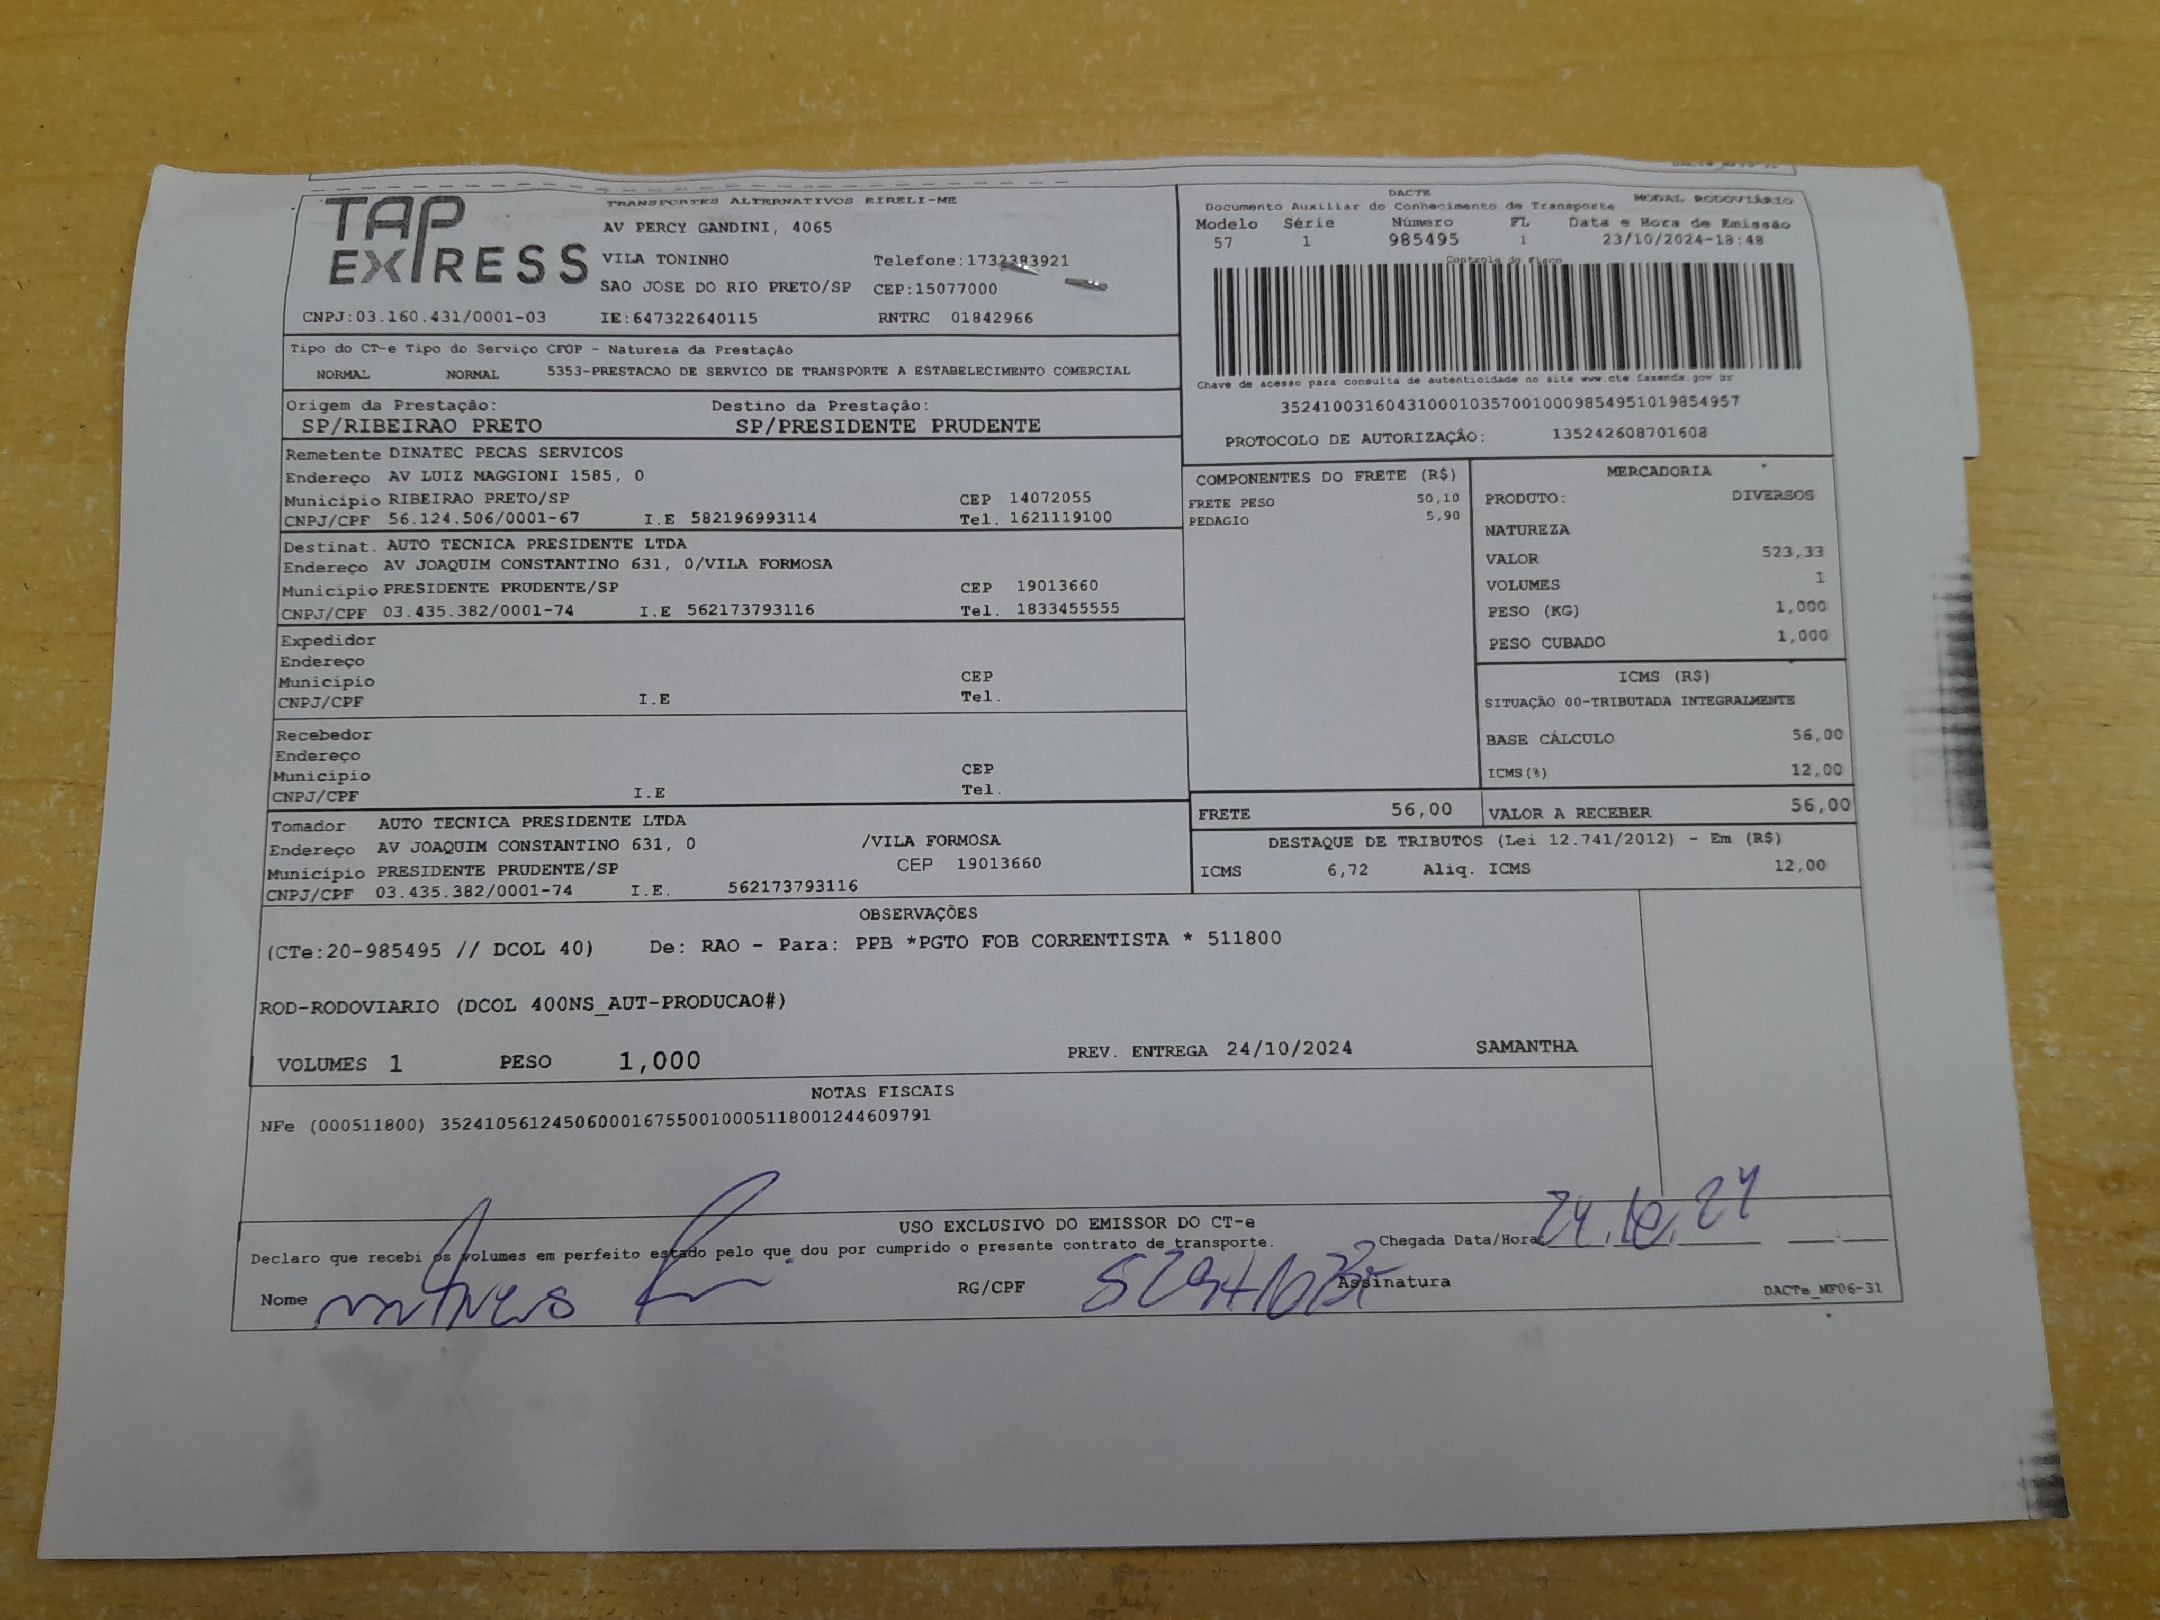 TAP EXPRESS
TRANSPORTES ALTERNATIVOS EIRELI-ME
AV PERCY GANDINI, 4065
VILA TONINHO Telefone:1732383921
SAO JOSE DO RIO PRETO/SP CEP:15077000
CNPJ:03.160.431/0001-03 IE:647322640115 RNTRC 01842966
DACTE MODAL RODOVIÁRIO
Documento Auxiliar do Conhecimento de Transporte
Modelo Série Número FL Data e Hora de Emissão
57 1 985495 1 23/10/2024-18:48
Controle do Fisco
Chave de acesso para consulta de autenticidade no site www.cte.fazenda.gov.br
35241003160431000103570010009854951019854957
PROTOCOLO DE AUTORIZAÇÃO: 135242608701608
Tipo do CT-e Tipo do Serviço CFOP - Natureza da Prestação
NORMAL NORMAL 5353-PRESTACAO DE SERVICO DE TRANSPORTE A ESTABELECIMENTO COMERCIAL
Origem da Prestação: Destino da Prestação:
SP/RIBEIRAO PRETO SP/PRESIDENTE PRUDENTE
Remetente DINATEC PECAS SERVICOS
Endereço AV LUIZ MAGGIONI 1585, 0
Município RIBEIRAO PRETO/SP CEP 14072055
CNPJ/CPF 56.124.506/0001-67 I.E 582196993114 Tel. 1621119100
Destinat. AUTO TECNICA PRESIDENTE LTDA
Endereço AV JOAQUIM CONSTANTINO 631, 0/VILA FORMOSA
Município PRESIDENTE PRUDENTE/SP CEP 19013660
CNPJ/CPF 03.435.382/0001-74 I.E 562173793116 Tel. 1833455555
Expedidor
Endereço
Município CEP
CNPJ/CPF I.E Tel.
Recebedor
Endereço
Município CEP
CNPJ/CPF I.E Tel.
Tomador AUTO TECNICA PRESIDENTE LTDA
Endereço AV JOAQUIM CONSTANTINO 631, 0 /VILA FORMOSA
Município PRESIDENTE PRUDENTE/SP CEP 19013660
CNPJ/CPF 03.435.382/0001-74 I.E. 562173793116
COMPONENTES DO FRETE (R$)
FRETE PESO 50,10
PEDAGIO 5,90
MERCADORIA
PRODUTO: DIVERSOS
NATUREZA
VALOR 523,33
VOLUMES 1
PESO (KG) 1,000
PESO CUBADO 1,000
ICMS (R$)
SITUAÇÃO 00-TRIBUTADA INTEGRALMENTE
BASE CÁLCULO 56,00
ICMS(%) 12,00
FRETE 56,00 VALOR A RECEBER 56,00
DESTAQUE DE TRIBUTOS (Lei 12.741/2012) - Em (R$)
ICMS 6,72 Aliq. ICMS 12,00
OBSERVAÇÕES
(CTe:20-985495 // DCOL 40) De: RAO - Para: PPB *PGTO FOB CORRENTISTA * 511800
ROD-RODOVIARIO (DCOL 400NS_AUT-PRODUCAO#)
VOLUMES 1 PESO 1,000 PREV. ENTREGA 24/10/2024 SAMANTHA
NOTAS FISCAIS
NFe (000511800) 35241056124506000167550010005118001244609791
USO EXCLUSIVO DO EMISSOR DO CT-e
Declaro que recebi os volumes em perfeito estado pelo que dou por cumprido o presente contrato de transporte. Chegada Data/Hora 24.10.24
Nome RG/CPF Assinatura DACTe_MF06-31